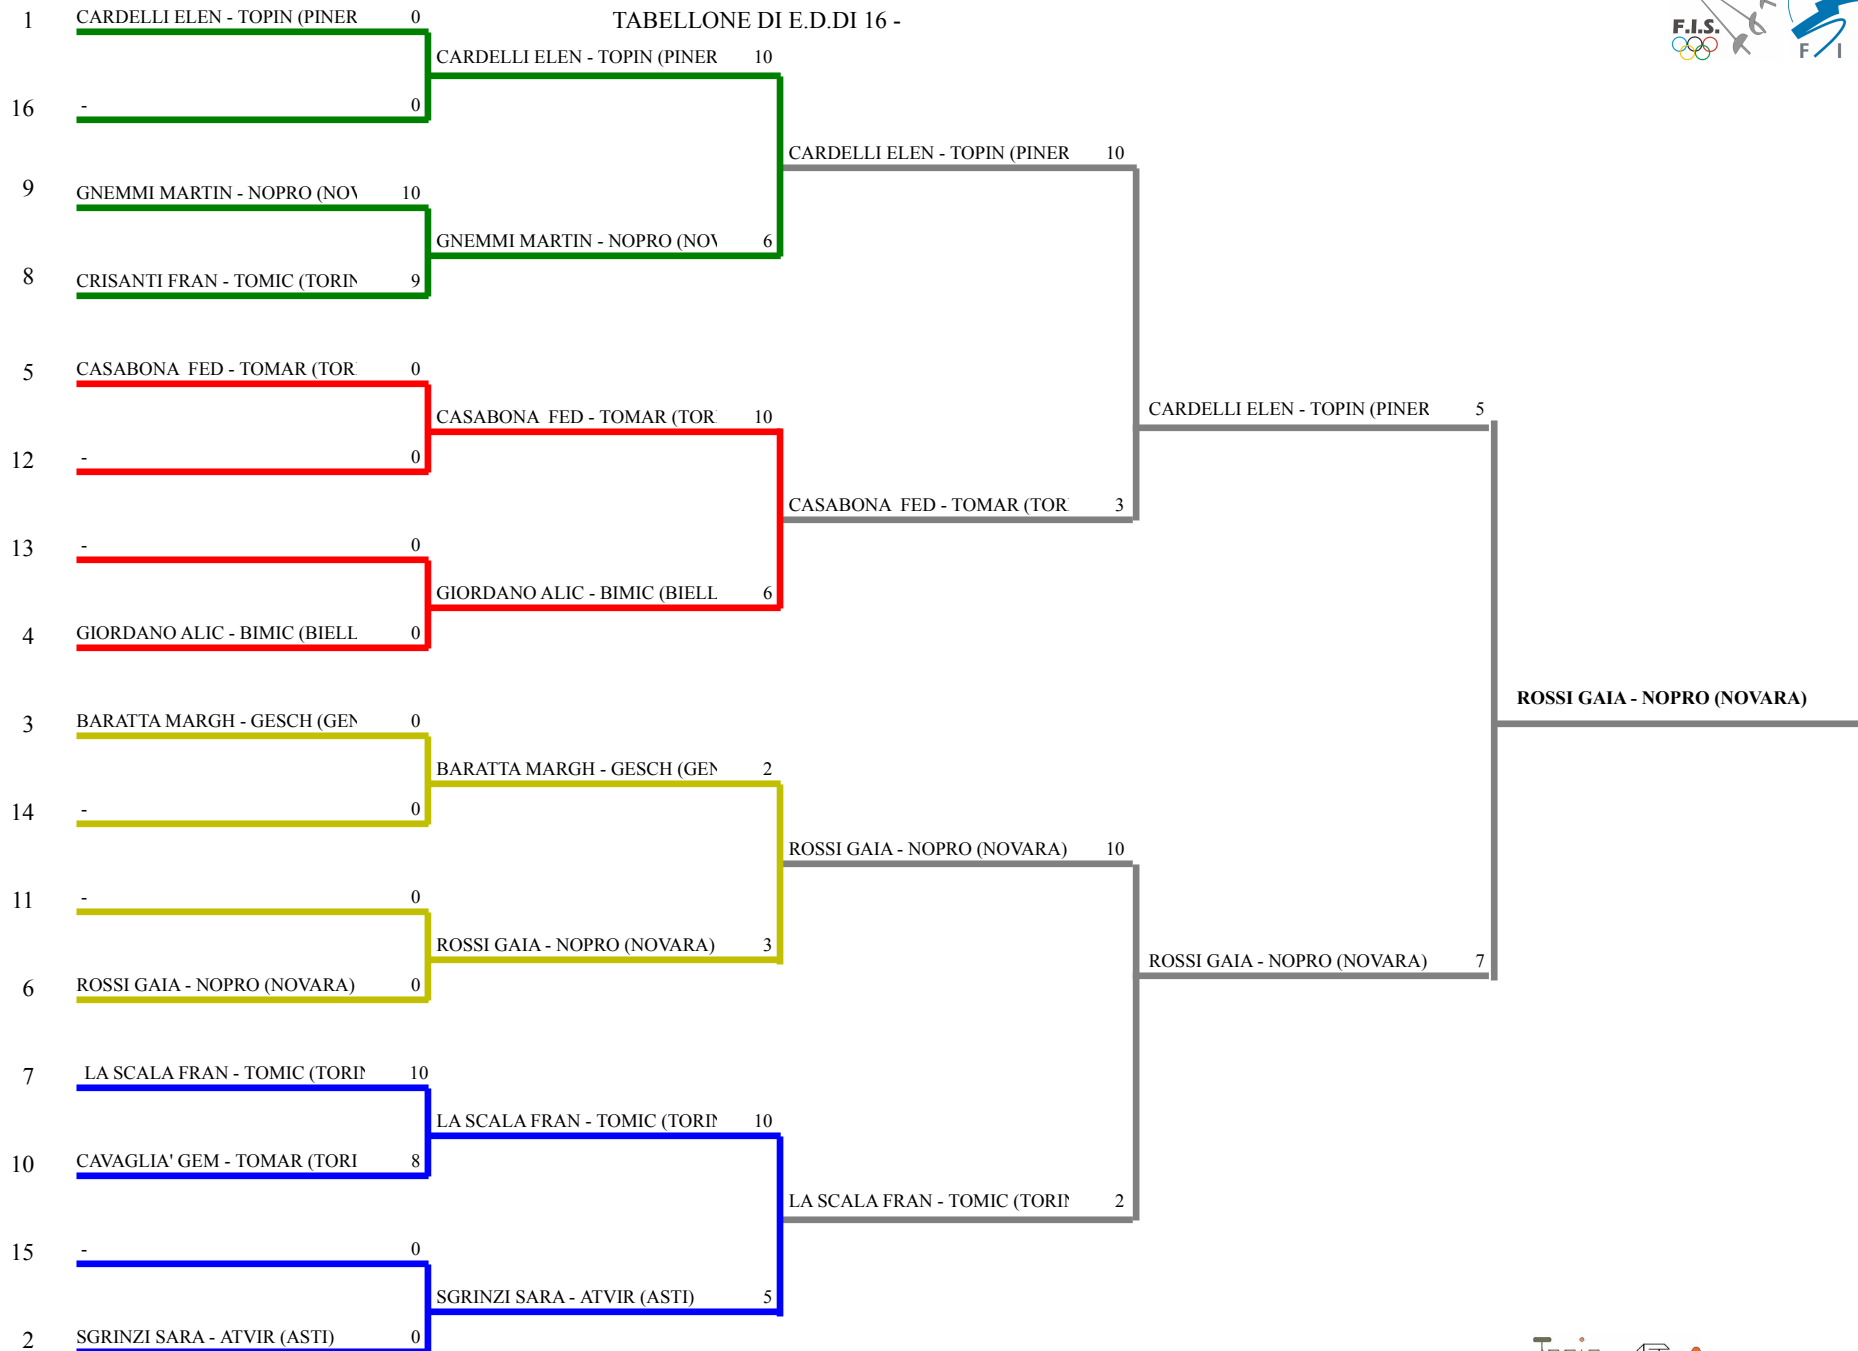 TABELLONE DI E.D.DI 16 -
F.I.S.
F I
1 CARDELLI ELEN - TOPIN (PINER 0
CARDELLI ELEN - TOPIN (PINER 10
16 - 0
CARDELLI ELEN - TOPIN (PINER 10
9 GNEMMI MARTIN - NOPRO (NOV 10
GNEMMI MARTIN - NOPRO (NOV 6
8 CRISANTI FRAN - TOMIC (TORIN 9
5 CASABONA  FED - TOMAR (TOR 0
CARDELLI ELEN - TOPIN (PINER 5
CASABONA  FED - TOMAR (TOR 10
12 - 0
CASABONA  FED - TOMAR (TOR 3
13 - 0
GIORDANO ALIC - BIMIC (BIELL 6
4 GIORDANO ALIC - BIMIC (BIELL 0
ROSSI GAIA - NOPRO (NOVARA)
3 BARATTA MARGH - GESCH (GEN 0
BARATTA MARGH - GESCH (GEN 2
14 - 0
ROSSI GAIA - NOPRO (NOVARA) 10
11 - 0
ROSSI GAIA - NOPRO (NOVARA) 3
ROSSI GAIA - NOPRO (NOVARA) 7
6 ROSSI GAIA - NOPRO (NOVARA) 0
7 LA SCALA FRAN - TOMIC (TORIN 10
LA SCALA FRAN - TOMIC (TORIN 10
10 CAVAGLIA' GEM - TOMAR (TORI 8
LA SCALA FRAN - TOMIC (TORIN 2
15 - 0
SGRINZI SARA - ATVIR (ASTI) 5
2 SGRINZI SARA - ATVIR (ASTI) 0